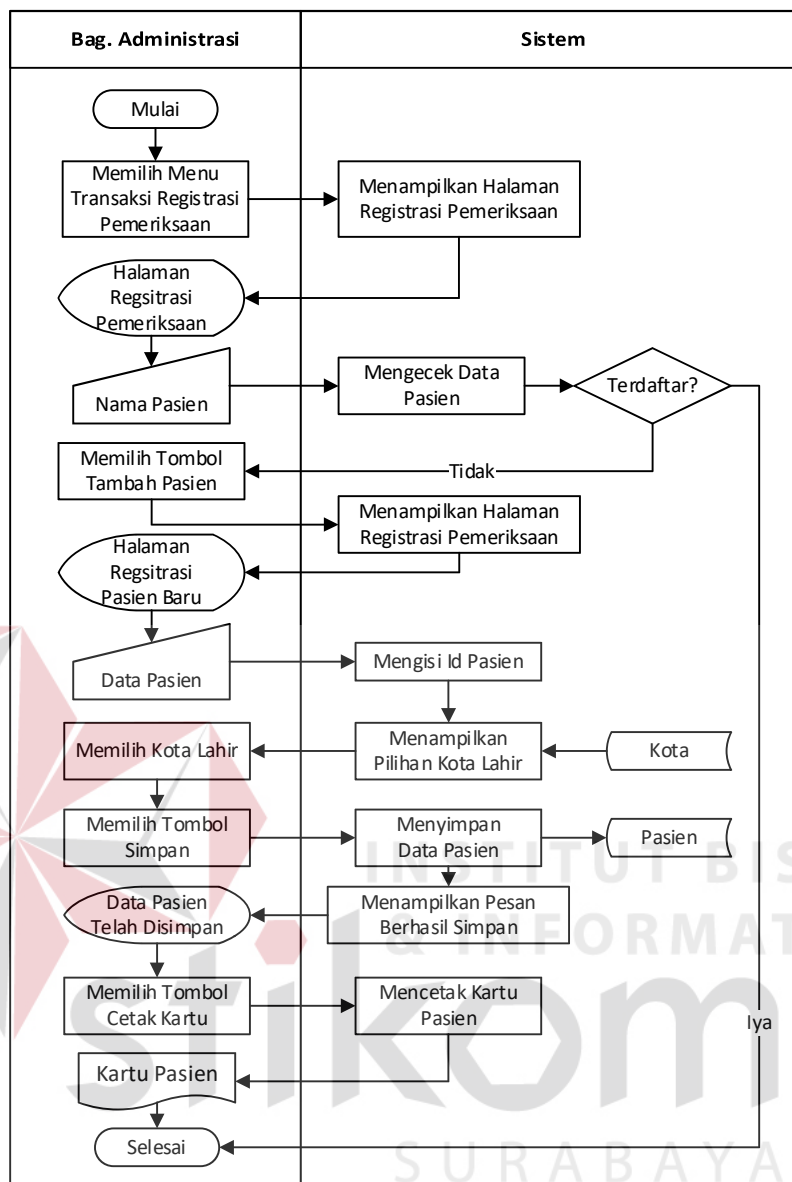 Bag. Administrasi
Sistem
Mulai
Memilih Menu
Transaksi Registrasi
Pemeriksaan
Menampilkan Halaman
Registrasi Pemeriksaan
Halaman
Regsitrasi
Pemeriksaan
Nama Pasien
Mengecek Data
Pasien
Terdaftar?
Tidak
Memilih Tombol
Tambah Pasien
Menampilkan Halaman
Registrasi Pemeriksaan
Halaman
Regsitrasi
Pasien Baru
Data Pasien
Mengisi Id Pasien
Menampilkan
Pilihan Kota Lahir
Kota
Memilih Kota Lahir
Memilih Tombol
Simpan
Menyimpan
Data Pasien
Pasien
Menampilkan Pesan
Berhasil Simpan
Data Pasien
Telah Disimpan
Memilih Tombol
Cetak Kartu
Mencetak Kartu
Pasien
Iya
Kartu Pasien
Selesai
INSTITUT BIS
& INFORMAT
stikom
SURABAYA